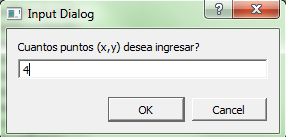 Input Dialog
Cuantos puntos (x,y) desea ingresar?
4
OK
Cancel